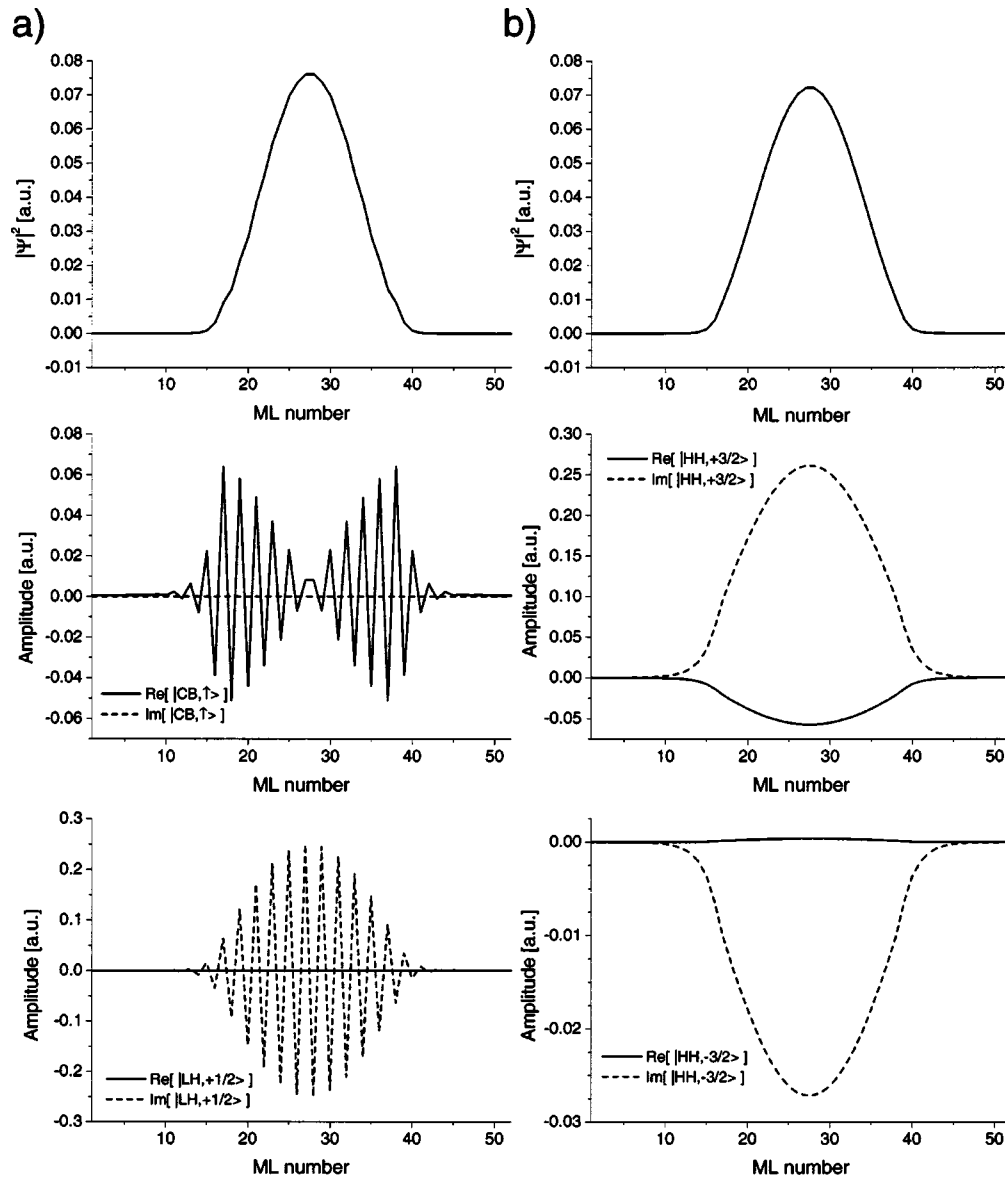 a)
0.08
0.07
0.06
0.05
0.04
0.03
0.02
0.01
0.00
-0.01
|Ψ|² [a.u.]
10 20 30 40 50
ML number
0.08
0.06
0.04
0.02
0.00
-0.02
-0.04
-0.06
Amplitude [a.u.]
Re[ |CB,↑> ]
Im[ |CB,↑> ]
10 20 30 40 50
ML number
0.3
0.2
0.1
0.0
-0.1
-0.2
-0.3
Amplitude [a.u.]
Re[ |LH,+1/2> ]
Im[ |LH,+1/2> ]
10 20 30 40 50
ML number
b)
0.08
0.07
0.06
0.05
0.04
0.03
0.02
0.01
0.00
-0.01
|Ψ|² [a.u.]
10 20 30 40 50
ML number
0.30
0.25
0.20
0.15
0.10
0.05
0.00
-0.05
Amplitude [a.u.]
Re[ |HH,+3/2> ]
Im[ |HH,+3/2> ]
10 20 30 40 50
ML number
0.00
-0.01
-0.02
-0.03
Amplitude [a.u.]
Re[ |HH,-3/2> ]
Im[ |HH,-3/2> ]
10 20 30 40 50
ML number